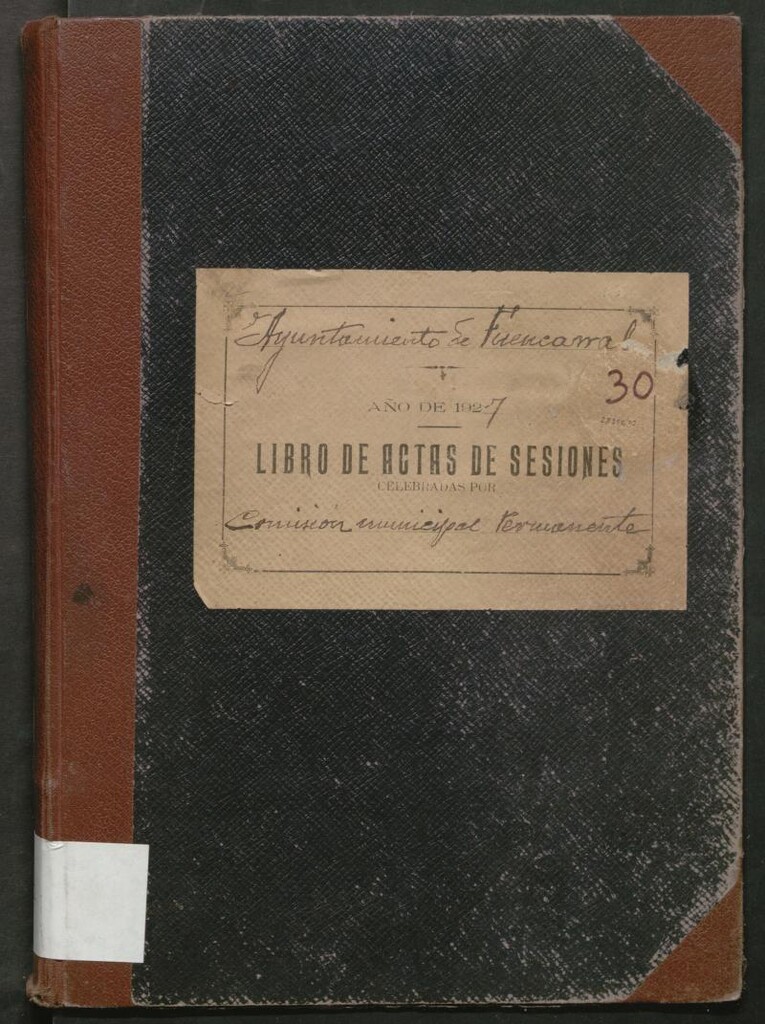 Ayuntamiento de Fuencarral
30
AÑO DE 1927
LIBRO DE ACTAS DE SESIONES
CELEBRADAS POR
Comisión municipal Permanente